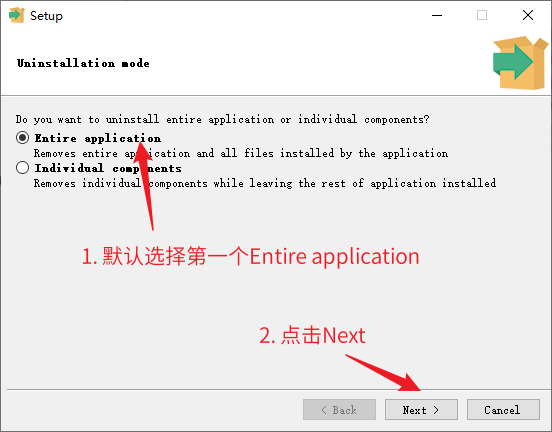 Setup
Uninstallation mode
Do you want to uninstall entire application or individual components?
Entire application
Removes entire application and all files installed by the application
Individual components
Removes individual components while leaving the rest of application installed
1. 默认选择第一个Entire application
2. 点击Next
< Back
Next >
Cancel